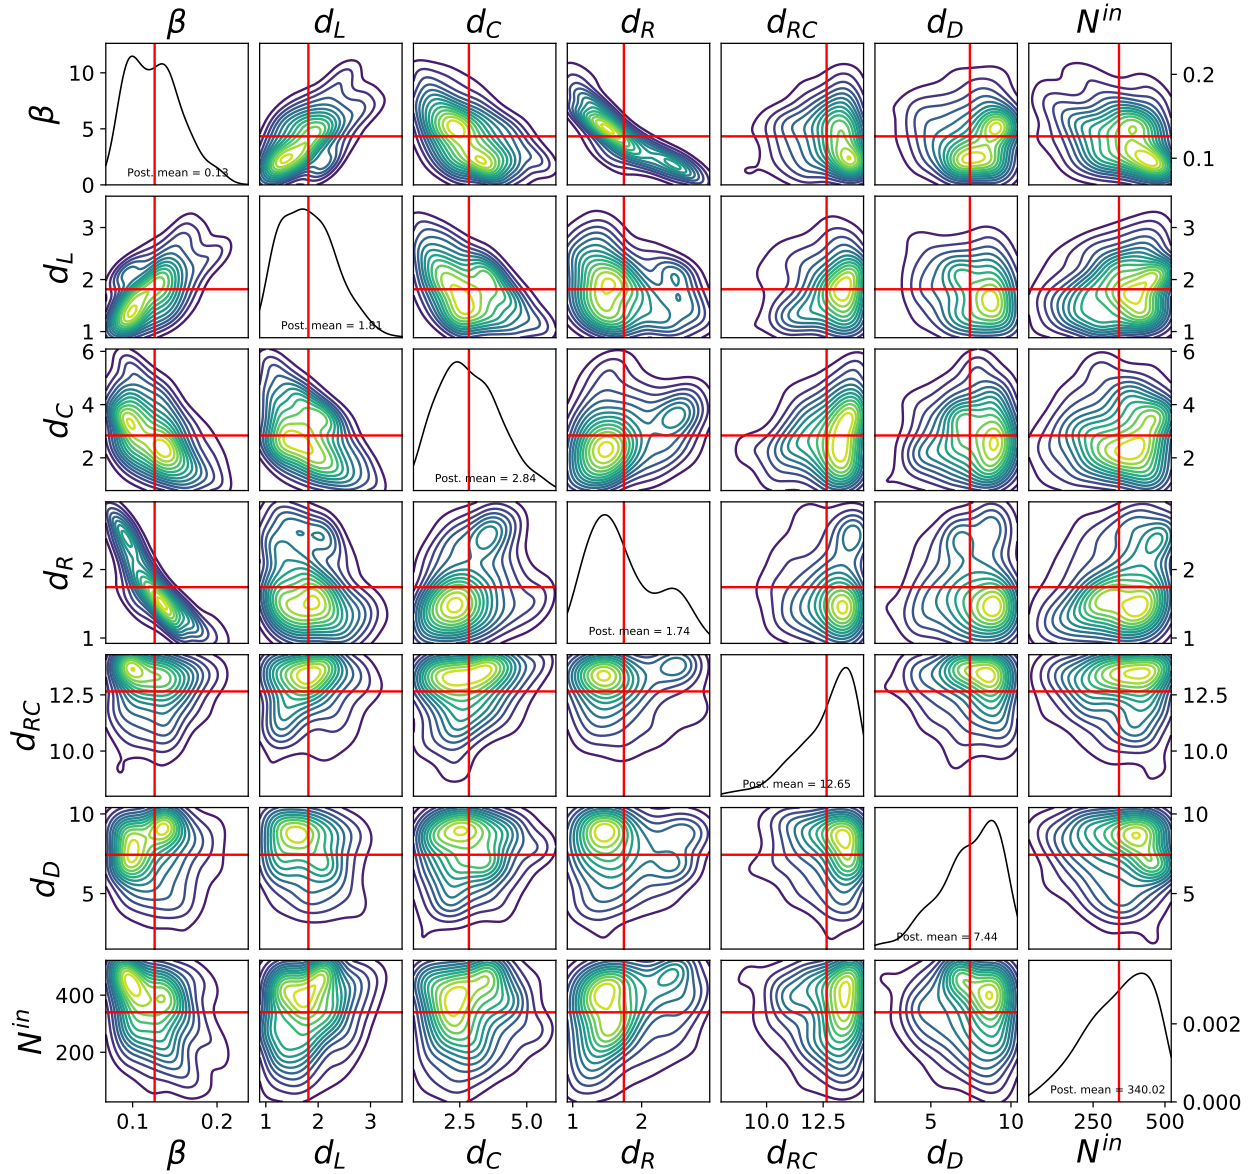 β d_L d_C d_R d_RC d_D N^in
β 10 5 0 Post. mean = 0.13 0.2 0.1
d_L 3 2 1 Post. mean = 1.81 3 2 1
d_C 6 4 2 Post. mean = 2.84 6 4 2
d_R 2 1 Post. mean = 1.74 2 1
d_RC 12.5 10.0 Post. mean = 12.65 12.5 10.0
d_D 10 5 Post. mean = 7.44 10 5
N^in 400 200 Post. mean = 340.02 0.002 0.000
0.1 0.2 1 2 3 2.5 5.0 1 2 10.0 12.5 5 10 250 500
β d_L d_C d_R d_RC d_D N^in